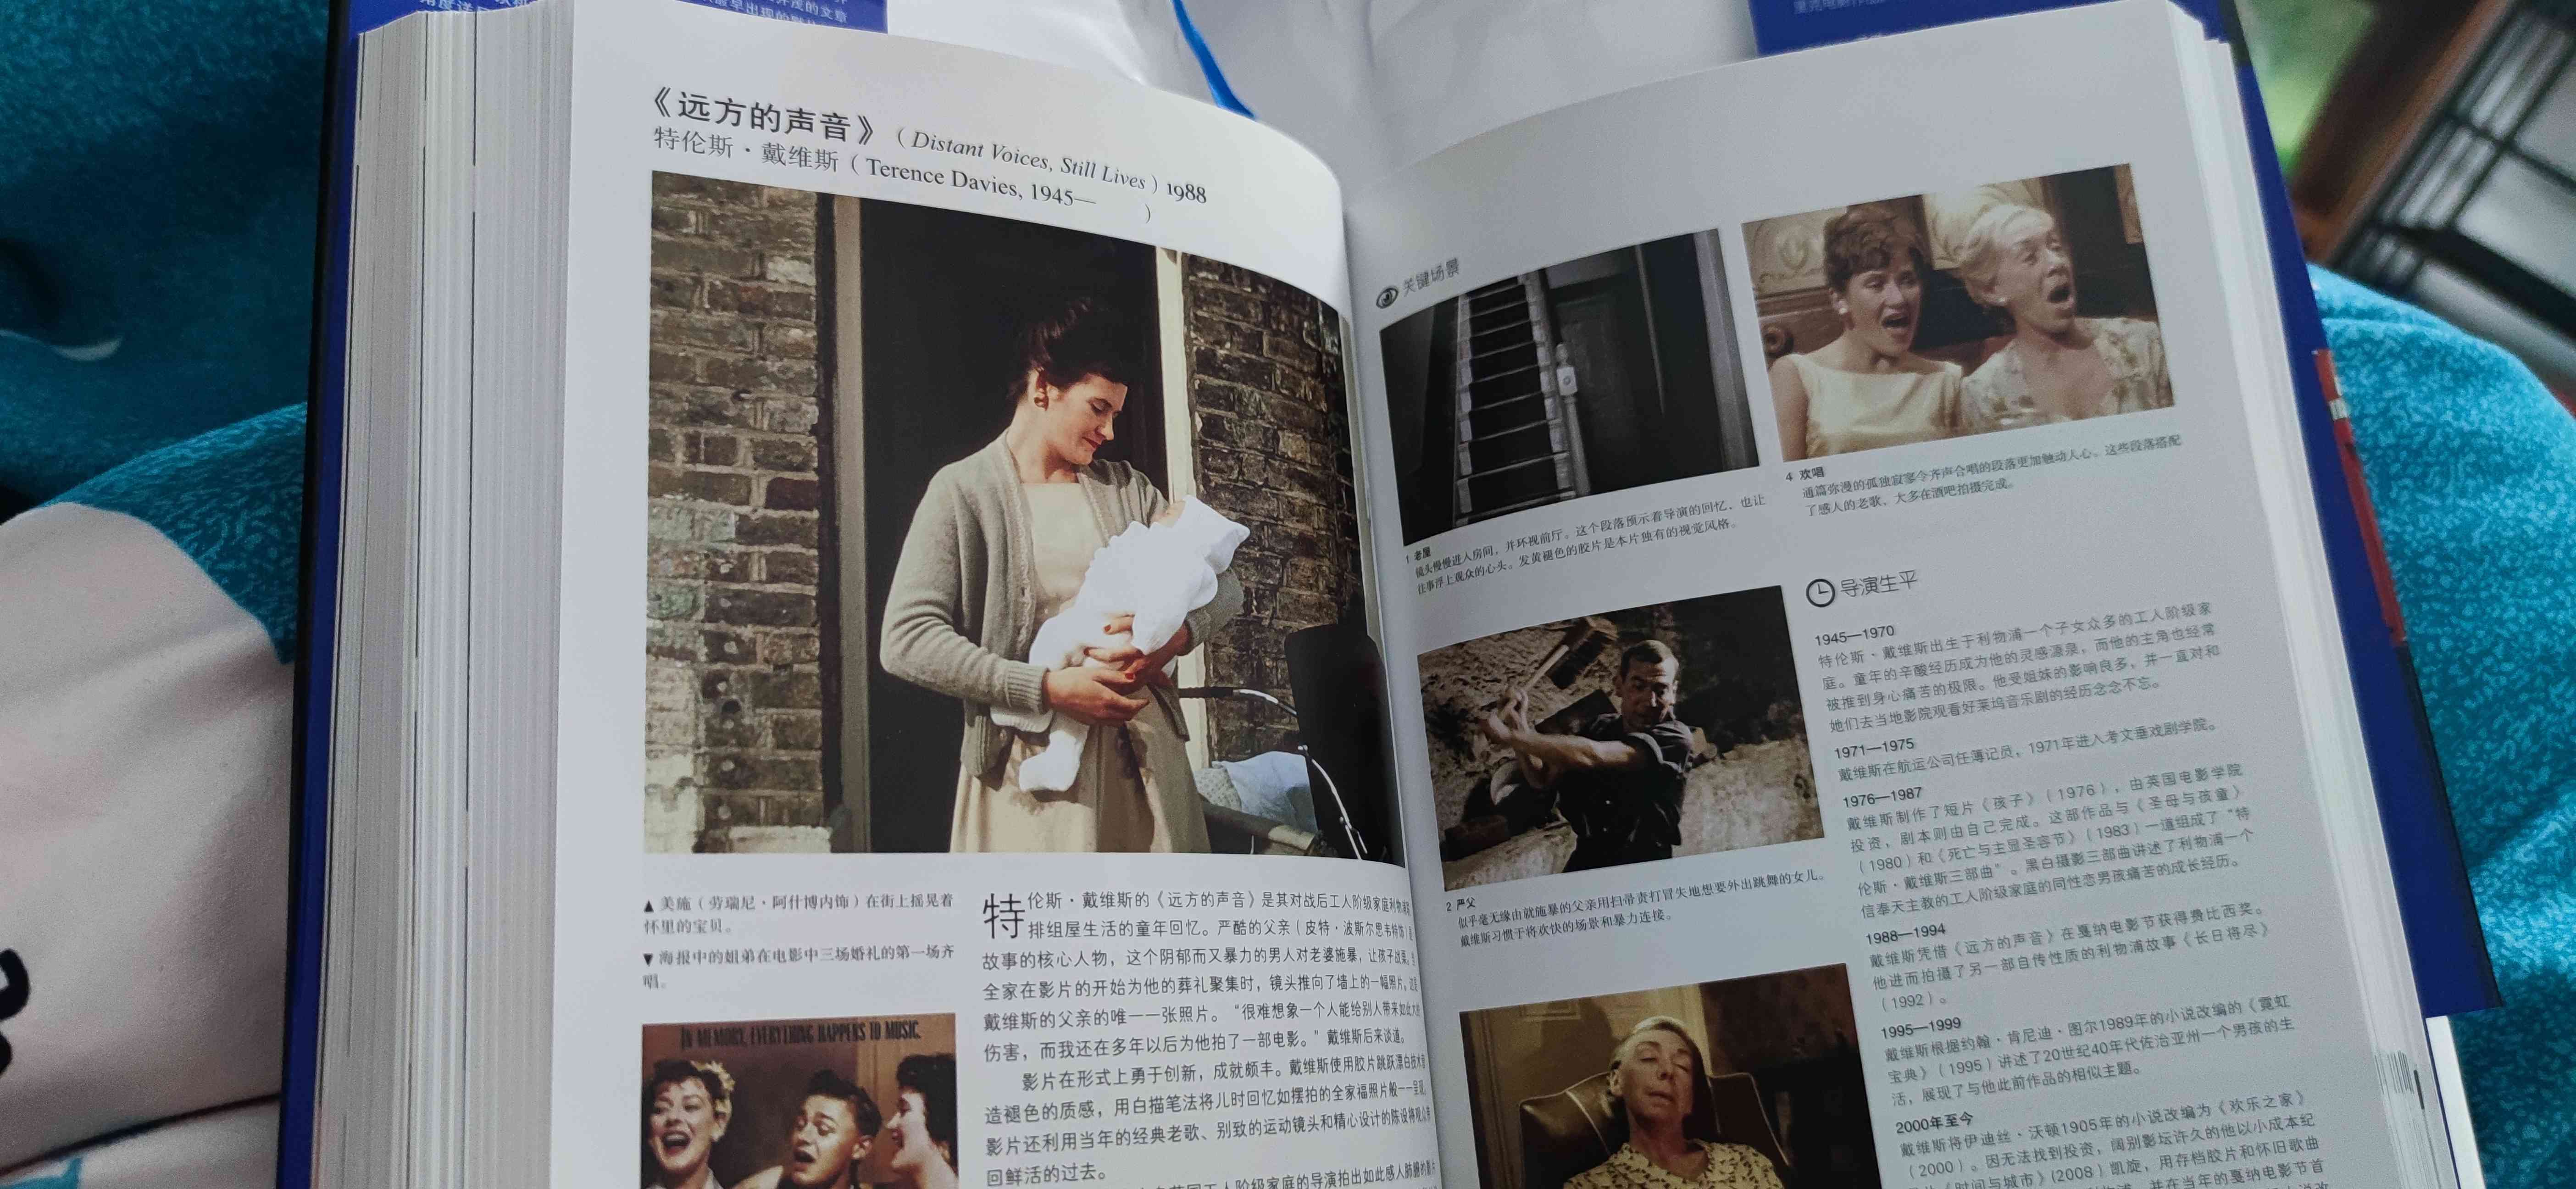 《远方的声音》（Distant Voices, Still Lives）1988
特伦斯·戴维斯（Terence Davies, 1945— ）
▲ 美施（劳瑞尼·阿什博内饰）在街上摇晃着
怀里的宝贝。
▼ 海报中的姐弟在电影中三场婚礼的第一场齐
唱。
IN MEMORY, EVERYTHING HAPPENS TO MUSIC.
特伦斯·戴维斯的《远方的声音》是其对战后工人阶级家庭利物浦
排组屋生活的童年回忆。严酷的父亲（皮特·波斯尔思韦特饰）是
故事的核心人物，这个阴郁而又暴力的男人对老婆施暴，让孩子战栗。
全家在影片的开始为他的葬礼聚集时，镜头推向了墙上的一幅照片，这是
戴维斯的父亲的唯一一张照片。“很难想象一个人能给别人带来如此大的
伤害，而我还在多年以后为他拍了一部电影。”戴维斯后来谈道。
影片在形式上勇于创新，成就颇丰。戴维斯使用胶片跳跃漂白技术营
造褪色的质感，用白描笔法将儿时回忆如摆拍的全家福照片般一一呈现。
影片还利用当年的经典老歌、别致的运动镜头和精心设计的陈设将观众带
回鲜活的过去。
工人阶级家庭的导演拍出如此感人肺腑的影片
关键场景
1 老屋
镜头慢慢进入房间，并环视前厅。这个段落预示着导演的回忆，也让
往事浮上观众的心头。发黄褪色的胶片是本片独有的视觉风格。
2 严父
似乎毫无缘由就施暴的父亲用扫帚责打冒失地想要外出跳舞的女儿。
戴维斯习惯于将欢快的场景和暴力连接。
4 欢唱
通篇弥漫的孤独寂寥令齐声合唱的段落更加触动人心。这些段落搭配
了感人的老歌，大多在酒吧拍摄完成。
导演生平
1945—1970
特伦斯·戴维斯出生于利物浦一个子女众多的工人阶级家
庭。童年的辛酸经历成为他的灵感源泉，而他的主角也经常
被推到身心痛苦的极限。他受姐妹的影响良多，并一直对和
她们去当地影院观看好莱坞音乐剧的经历念念不忘。
1971—1975
戴维斯在航运公司任簿记员，1971年进入考文垂戏剧学院。
1976—1987
戴维斯制作了短片《孩子》（1976），由英国电影学院
投资，剧本则由自己完成。这部作品与《圣母与孩童》
（1980）和《死亡与主显圣容节》（1983）一道组成了“特
伦斯·戴维斯三部曲”。黑白摄影三部曲讲述了利物浦一个
信奉天主教的工人阶级家庭的同性恋男孩痛苦的成长经历。
1988—1994
戴维斯凭借《远方的声音》在戛纳电影节获得费比西奖。
他进而拍摄了另一部自传性质的利物浦故事《长日将尽》
（1992）。
1995—1999
戴维斯根据约翰·肯尼迪·图尔1989年的小说改编的《霓虹
宝典》（1995）讲述了20世纪40年代佐治亚州一个男孩的生
活，展现了与他此前作品的相似主题。
2000年至今
戴维斯将伊迪丝·沃顿1905年的小说改编为《欢乐之家》
（2000）。因无法找到投资，阔别影坛许久的他以小成本纪
《时间与城市》(2008) 凯旋，用存档胶片和怀旧歌曲
并在当年的戛纳电影节首